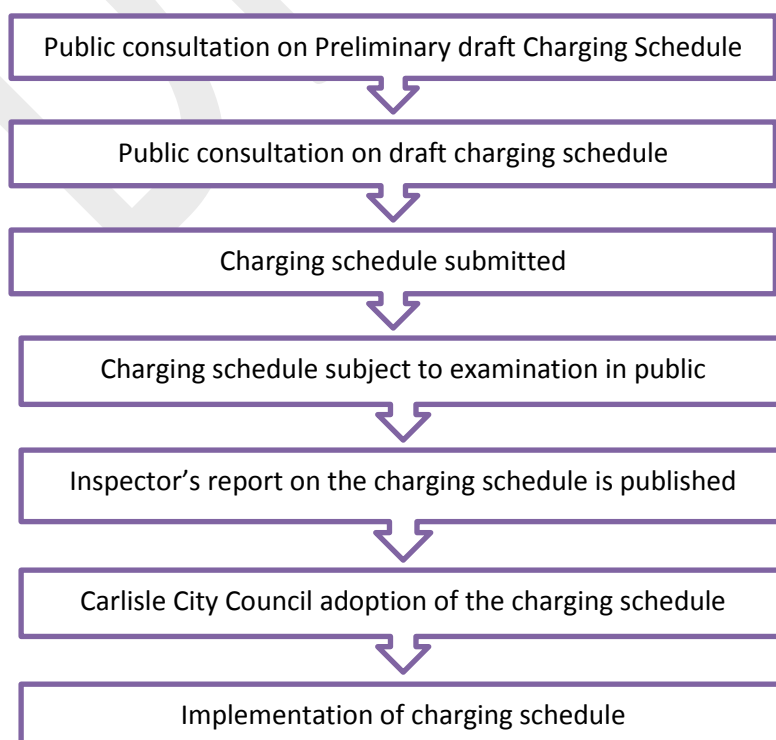 Public consultation on Preliminary draft Charging Schedule
Public consultation on draft charging schedule
Charging schedule submitted
Charging schedule subject to examination in public
Inspector’s report on the charging schedule is published
Carlisle City Council adoption of the charging schedule
Implementation of charging schedule